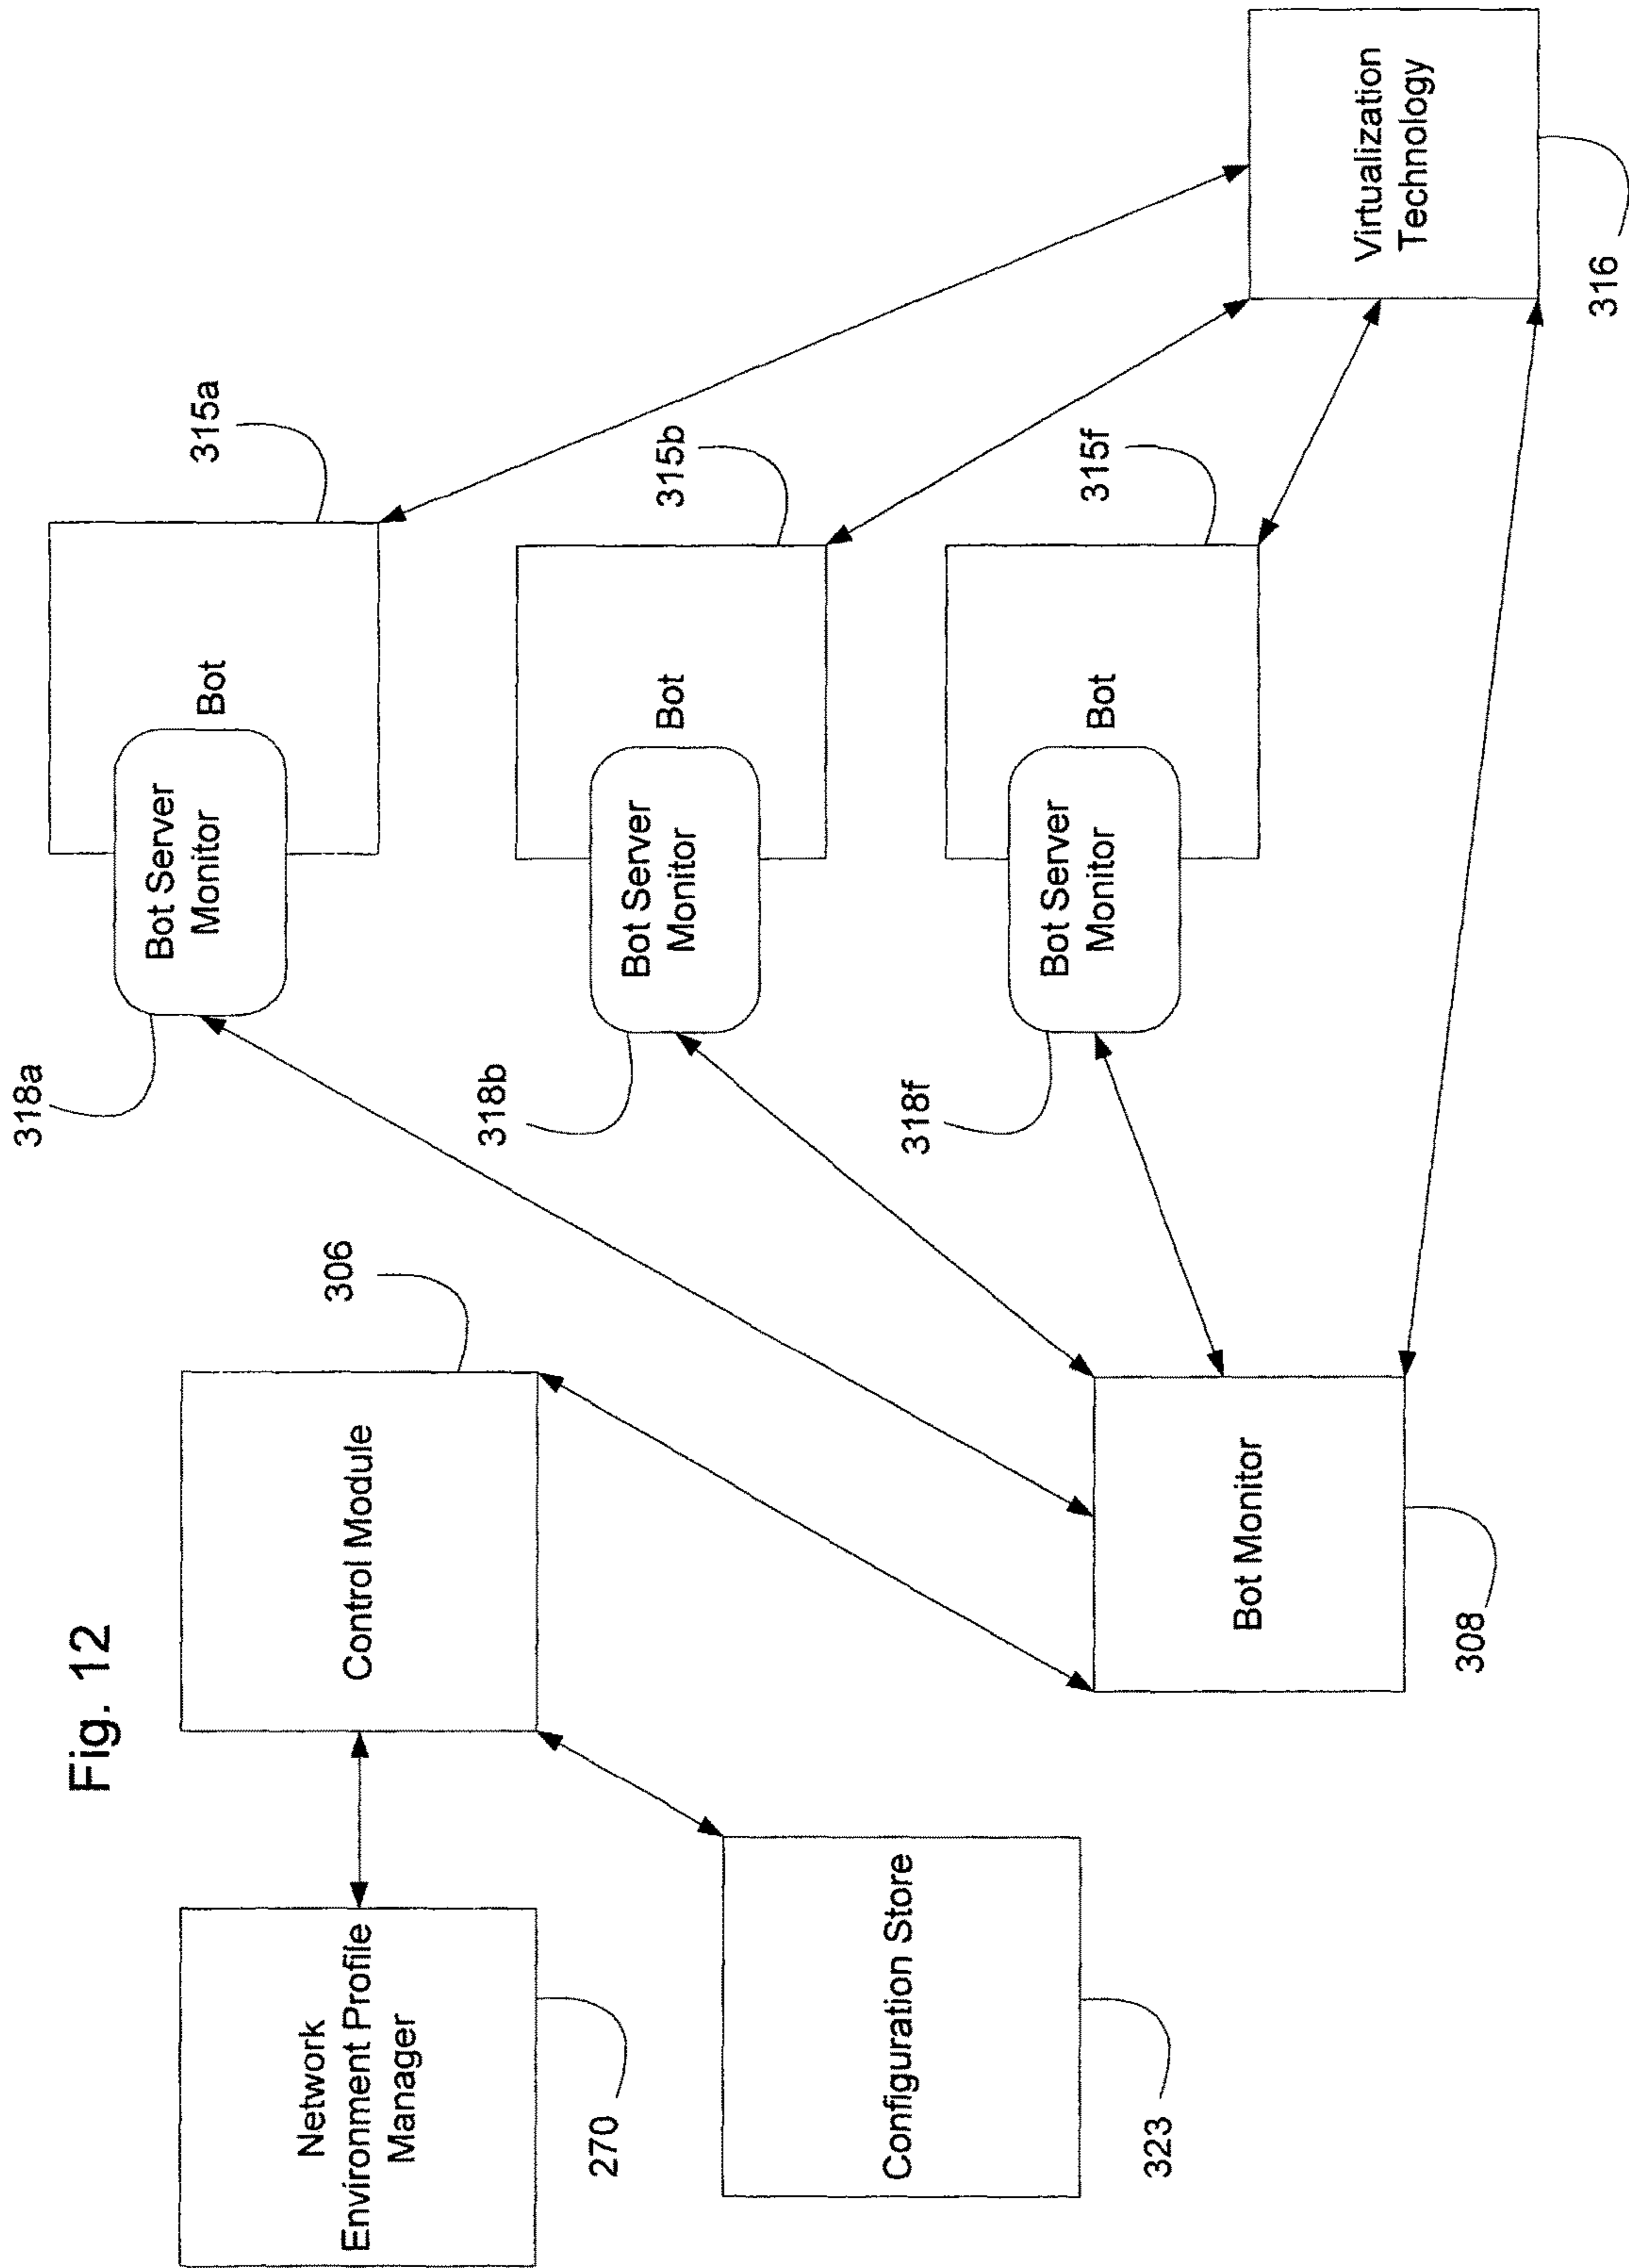 Fig. 12
Network
Environment Profile
Manager
270
Control Module
306
Configuration Store
323
Bot Monitor
308
318a
Bot Server
Monitor
Bot
315a
318b
Bot Server
Monitor
Bot
315b
318f
Bot Server
Monitor
Bot
315f
Virtualization
Technology
316